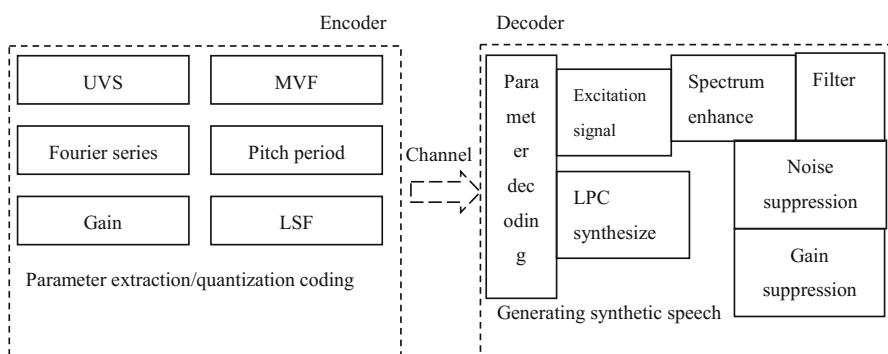 Encoder
UVS
MVF
Fourier series
Pitch period
Gain
LSF
Parameter extraction/quantization coding
Channel
Decoder
Para
met
er
dec
odin
g
Excitation
signal
Spectrum
enhance
Filter
LPC
synthesize
Noise
suppression
Gain
suppression
Generating synthetic speech